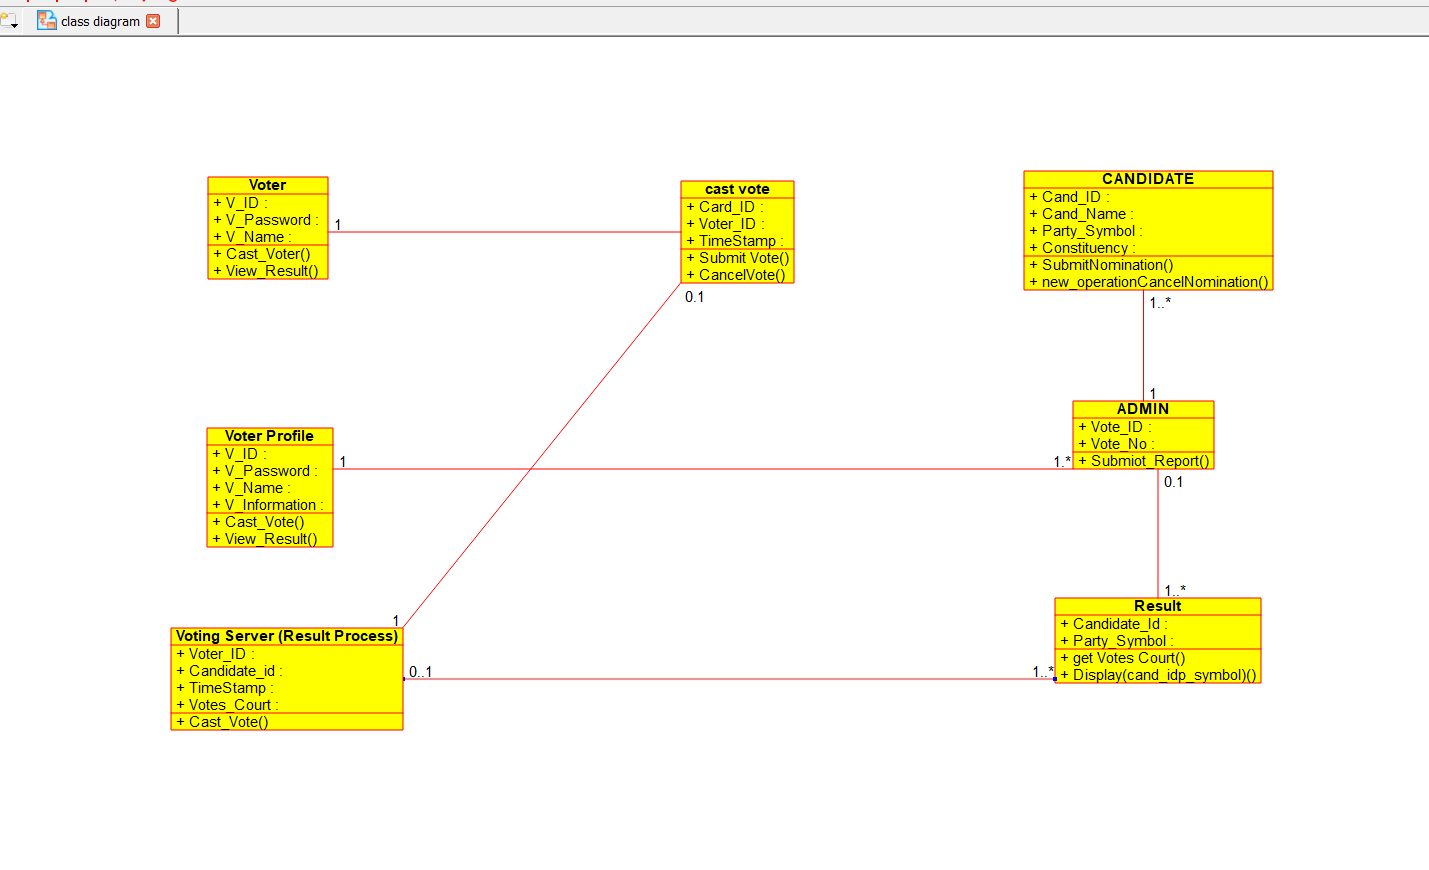 class diagram
Voter
+ V_ID :
+ V_Password :
+ V_Name :
+ Cast_Voter()
+ View_Result()
1
cast vote
+ Card_ID :
+ Voter_ID :
+ TimeStamp :
+ Submit Vote()
+ CancelVote()
0.1
CANDIDATE
+ Cand_ID :
+ Cand_Name :
+ Party_Symbol :
+ Constituency :
+ SubmitNomination()
+ new_operationCancelNomination()
1..*
1
ADMIN
+ Vote_ID :
+ Vote_No :
+ Submiot_Report()
1.*
0.1
Voter Profile
+ V_ID :
+ V_Password :
+ V_Name :
+ V_Information :
+ Cast_Vote()
+ View_Result()
1
1
Voting Server (Result Process)
+ Voter_ID :
+ Candidate_id :
+ TimeStamp :
+ Votes_Court :
+ Cast_Vote()
0..1
1..*
1..*
Result
+ Candidate_Id :
+ Party_Symbol :
+ get Votes Court()
+ Display(cand_idp_symbol)()